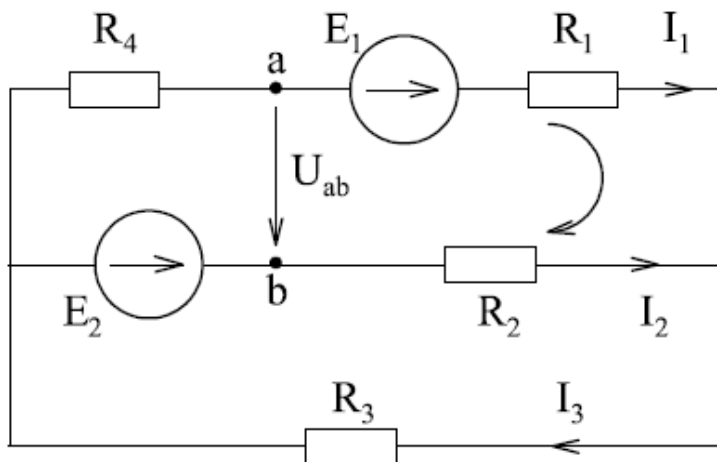 R₄ a E₁ R₁ I₁
Uₐb
E₂ b R₂ I₂
R₃ I₃